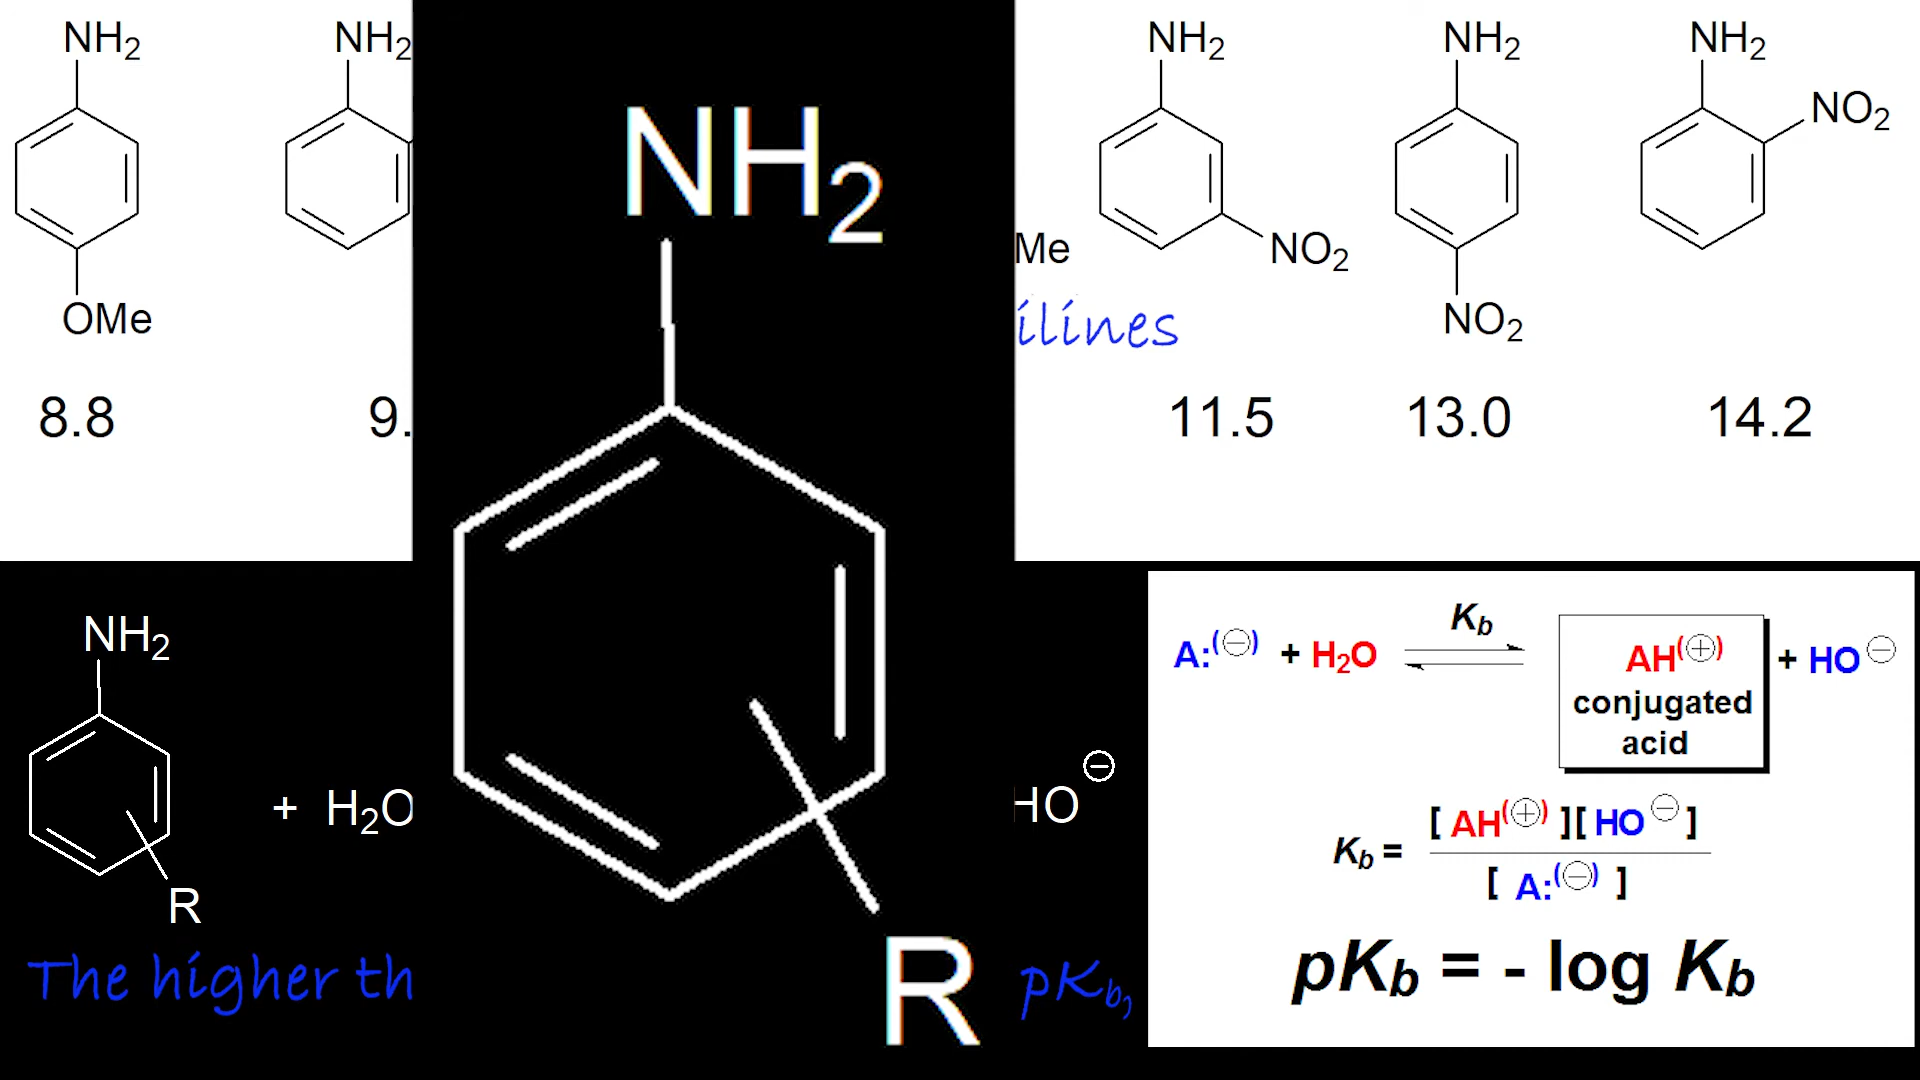 NH2 NH2 NH2 NH2 NH2
NO2
NH2
Me NO2
OMe NO2
ilines
8.8 9. 11.5 13.0 14.2
NH2
Kb
A:(⊖) + H2O ⇌ AH(⊕) + HO⊖
conjugated
acid
+ H2O HO⊖
Kb = [ AH(⊕) ][ HO⊖ ]
[ A:(⊖) ]
R
The higher th pKb,
pKb = - log Kb
R